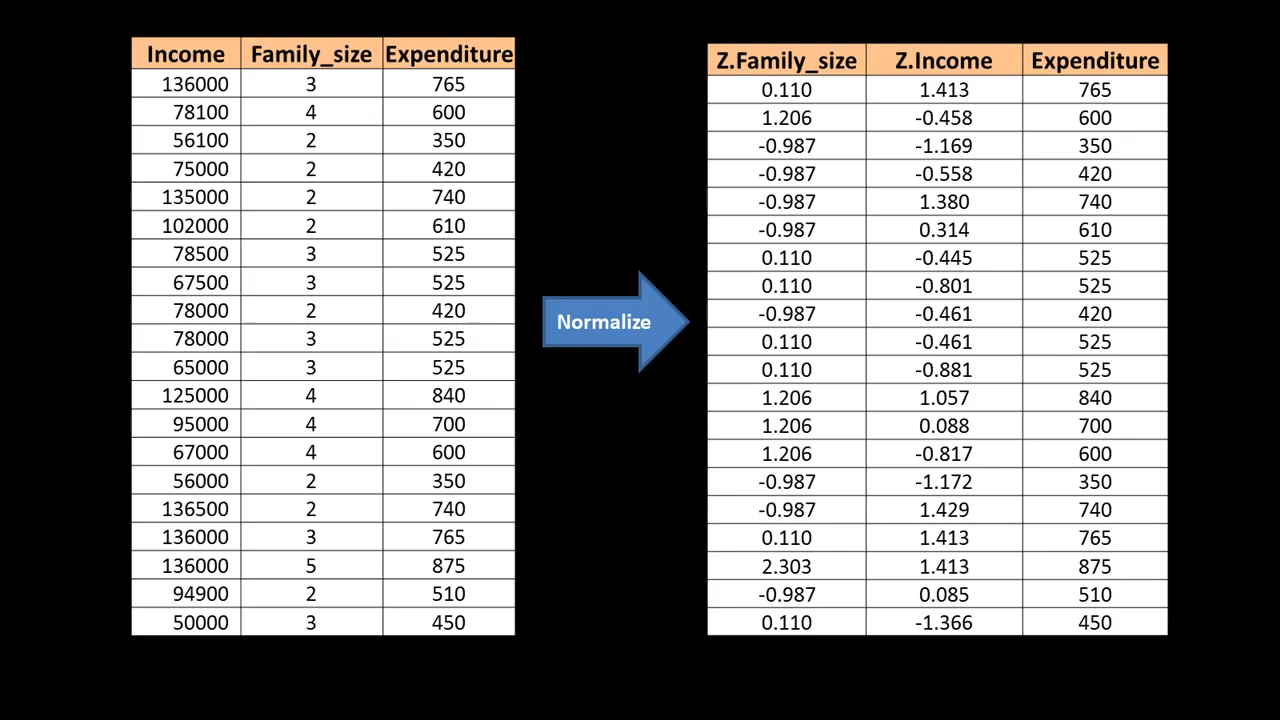 Income Family_size Expenditure
136000 3 765
78100 4 600
56100 2 350
75000 2 420
135000 2 740
102000 2 610
78500 3 525
67500 3 525
78000 2 420
78000 3 525
65000 3 525
125000 4 840
95000 4 700
67000 4 600
56000 2 350
136500 2 740
136000 3 765
136000 5 875
94900 2 510
50000 3 450
Normalize
Z.Family_size Z.Income Expenditure
0.110 1.413 765
1.206 -0.458 600
-0.987 -1.169 350
-0.987 -0.558 420
-0.987 1.380 740
-0.987 0.314 610
0.110 -0.445 525
0.110 -0.801 525
-0.987 -0.461 420
0.110 -0.461 525
0.110 -0.881 525
1.206 1.057 840
1.206 0.088 700
1.206 -0.817 600
-0.987 -1.172 350
-0.987 1.429 740
0.110 1.413 765
2.303 1.413 875
-0.987 0.085 510
0.110 -1.366 450